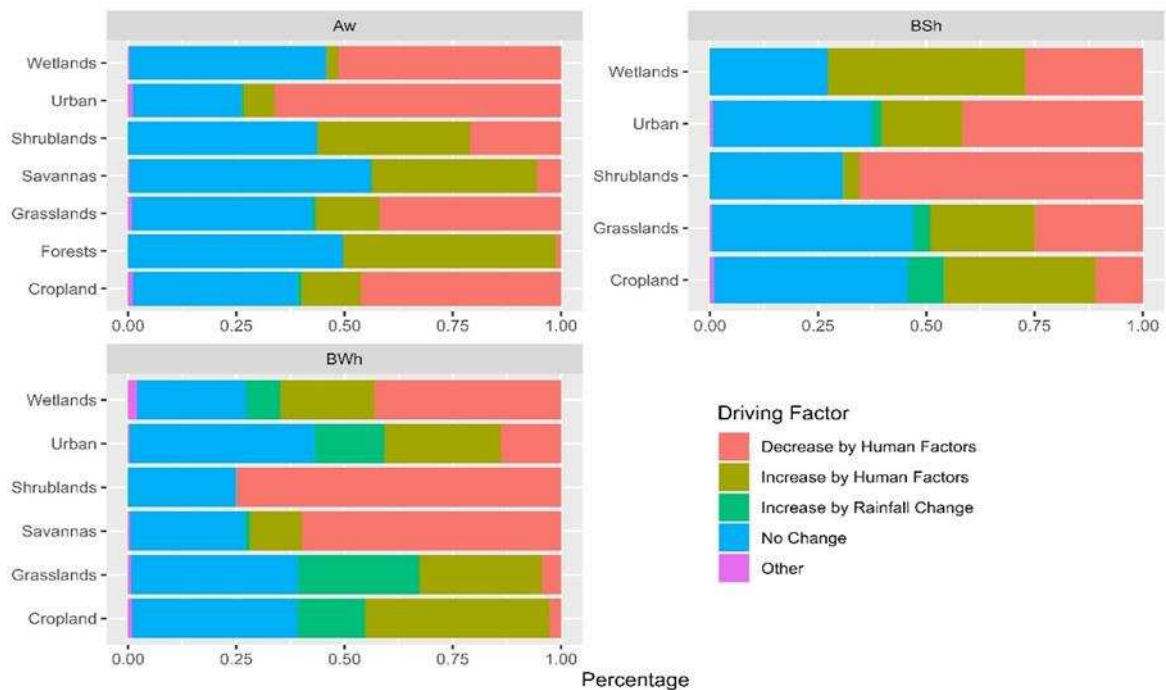 Aw
Wetlands
Urban
Shrublands
Savannas
Grasslands
Forests
Cropland
0.00 0.25 0.50 0.75 1.00
BSh
Wetlands
Urban
Shrublands
Grasslands
Cropland
0.00 0.25 0.50 0.75 1.00
BWh
Wetlands
Urban
Shrublands
Savannas
Grasslands
Cropland
0.00 0.25 0.50 0.75 1.00
Driving Factor
Decrease by Human Factors
Increase by Human Factors
Increase by Rainfall Change
No Change
Other
Percentage